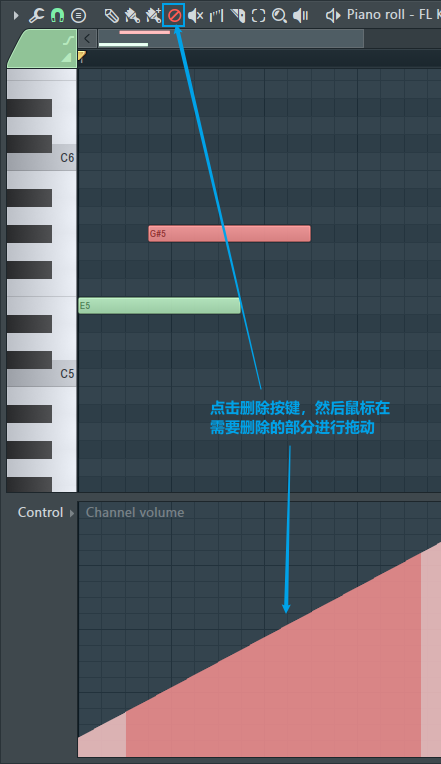 Piano roll - FL K
C6
G#5
E5
C5
点击删除按键，然后鼠标在
需要删除的部分进行拖动
Control
Channel volume